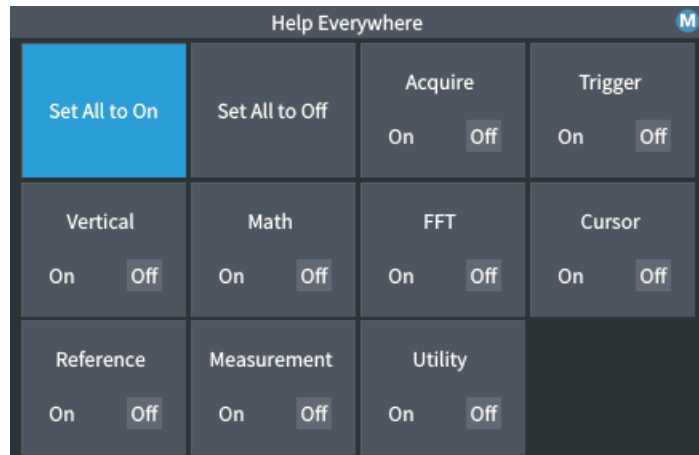 Help Everywhere M
Set All to On
Set All to Off
Acquire
On Off
Trigger
On Off
Vertical
On Off
Math
On Off
FFT
On Off
Cursor
On Off
Reference
On Off
Measurement
On Off
Utility
On Off